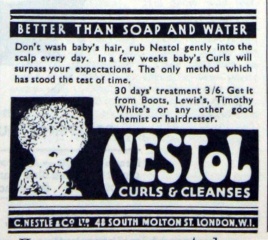 BETTER THAN SOAP AND WATER
Don't wash baby's hair, rub Nestol gently into the
scalp every day. In a few weeks baby's Curls will
surpass your expectations. The only method which
has stood the test of time.
30 days' treatment 3/6. Get it
from Boots, Lewis's, Timothy
White's or any other good
chemist or hairdresser.
NESTOL
CURLS & CLEANSES
C. NESTLÉ & CO LTD. 48 SOUTH MOLTON ST. LONDON, W.1.